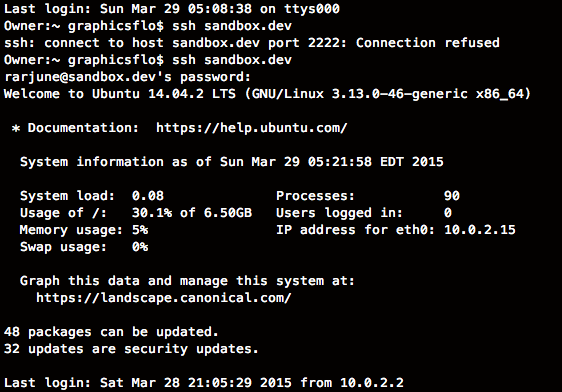 Last login: Sun Mar 29 05:08:38 on ttys000
Owner:~ graphicsflo$ ssh sandbox.dev
ssh: connect to host sandbox.dev port 2222: Connection refused
Owner:~ graphicsflo$ ssh sandbox.dev
rarjune@sandbox.dev's password:
Welcome to Ubuntu 14.04.2 LTS (GNU/Linux 3.13.0-46-generic x86_64)
* Documentation:  https://help.ubuntu.com/
System information as of Sun Mar 29 05:21:58 EDT 2015
System load:  0.08              Processes:           90
Usage of /:   30.1% of 6.50GB   Users logged in:     0
Memory usage: 5%                IP address for eth0: 10.0.2.15
Swap usage:   0%
Graph this data and manage this system at:
https://landscape.canonical.com/
48 packages can be updated.
32 updates are security updates.
Last login: Sat Mar 28 21:05:29 2015 from 10.0.2.2